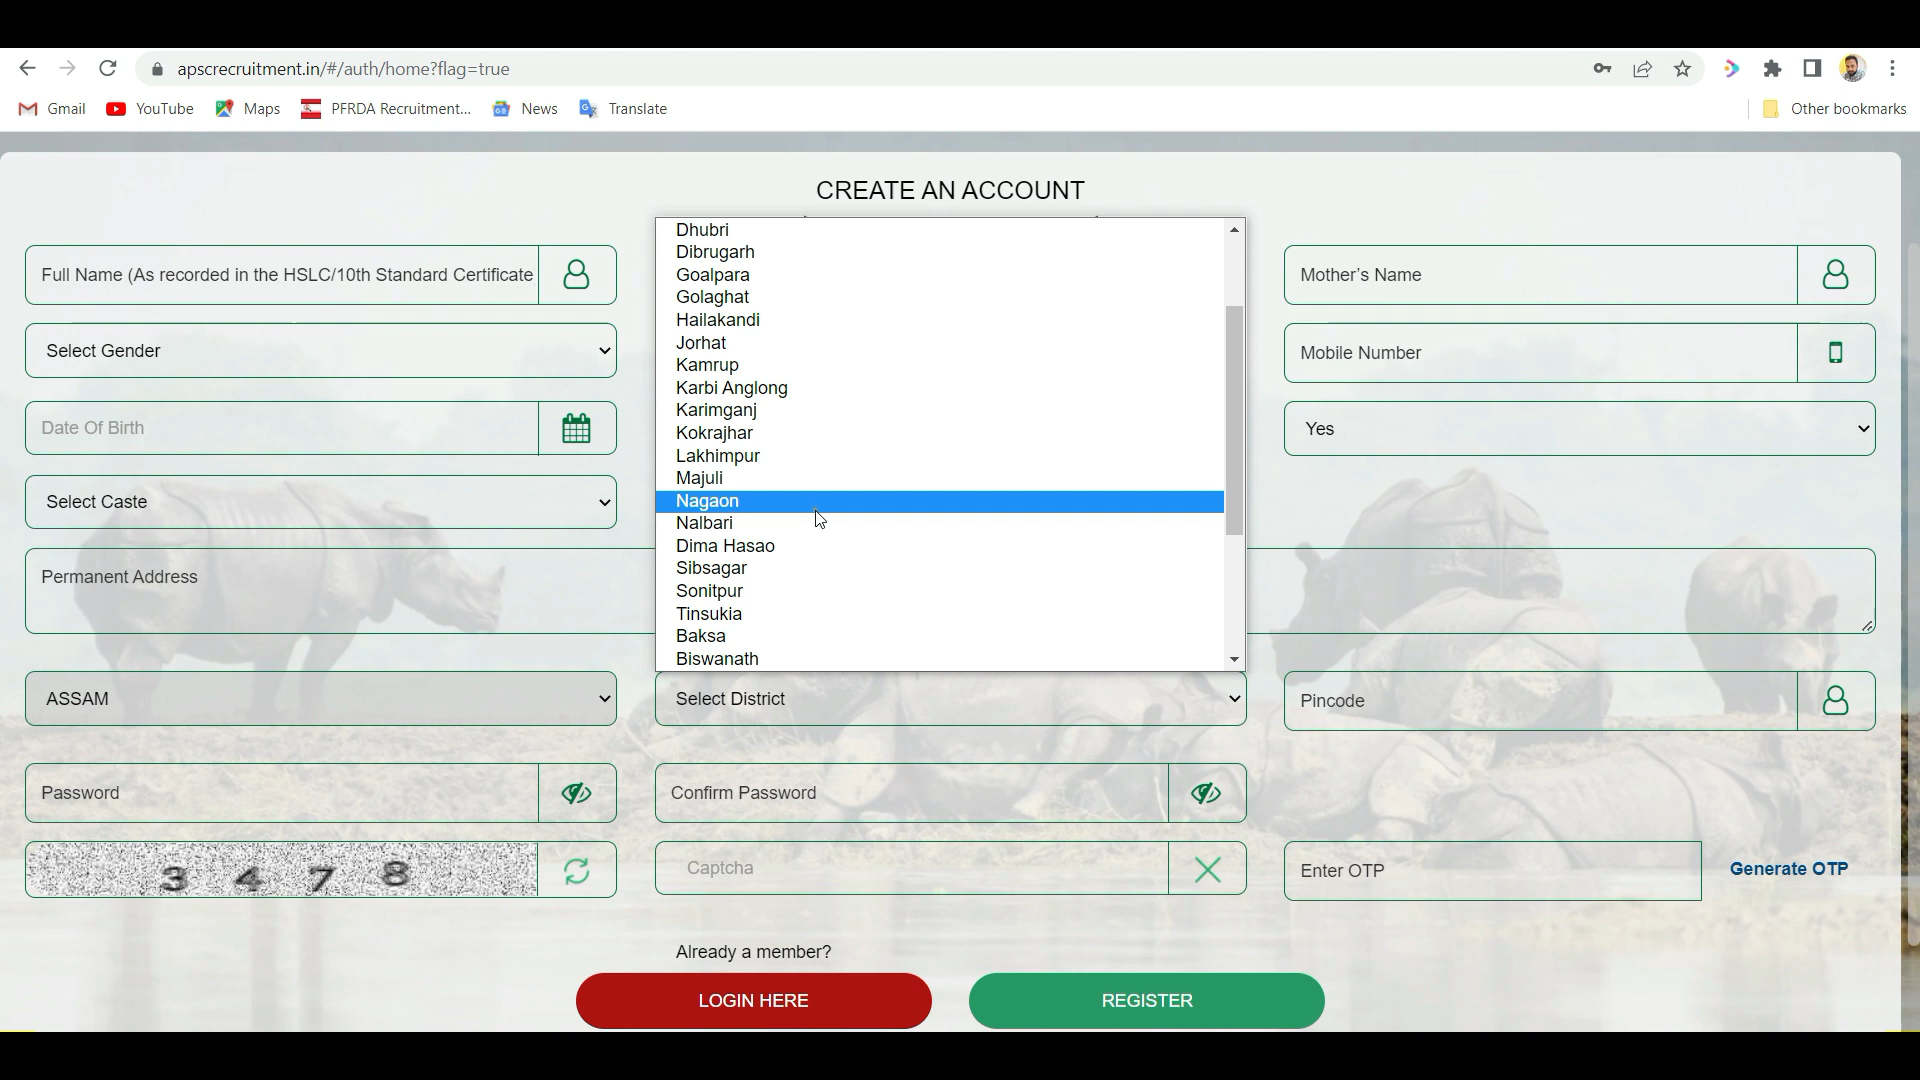 apscrecruitment.in/#/auth/home?flag=true
Gmail
YouTube
Maps
PFRDA Recruitment...
News
Translate
Other bookmarks
CREATE AN ACCOUNT
Full Name (As recorded in the HSLC/10th Standard Certificate
Mother's Name
Select Gender
Mobile Number
Date Of Birth
Yes
Select Caste
Dhubri
Dibrugarh
Goalpara
Golaghat
Hailakandi
Jorhat
Kamrup
Karbi Anglong
Karimganj
Kokrajhar
Lakhimpur
Majuli
Nagaon
Nalbari
Dima Hasao
Sibsagar
Sonitpur
Tinsukia
Baksa
Biswanath
Permanent Address
ASSAM
Select District
Pincode
Password
Confirm Password
3 4 7 8
Captcha
Enter OTP
Generate OTP
Already a member?
LOGIN HERE
REGISTER